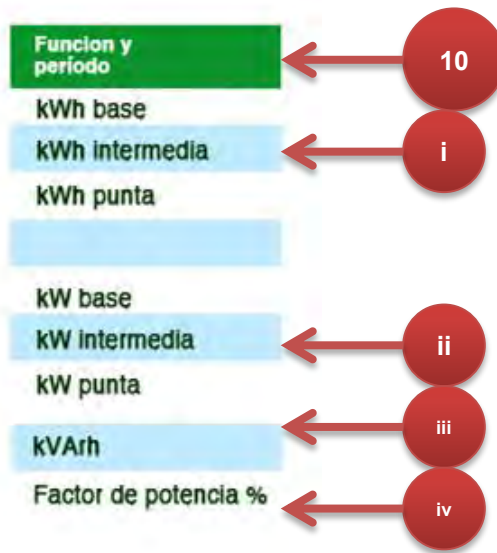 Funcion y
período
10
kWh base
kWh intermedia
i
kWh punta
kW base
kW intermedia
ii
kW punta
iii
kVArh
Factor de potencia %
iv